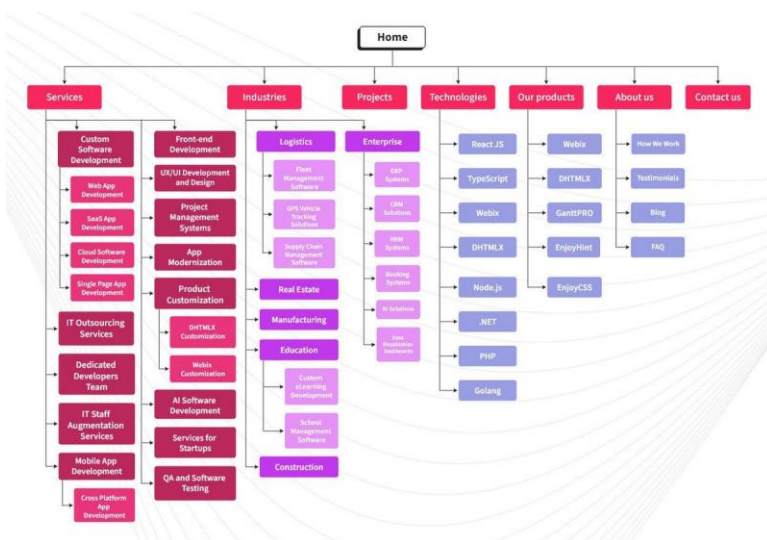 Home
Services
Industries
Projects
Technologies
Our products
About us
Contact us
Custom
Software
Development
Web App
Development
SaaS App
Development
Cloud Software
Development
Single Page App
Development
IT Outsourcing
Services
Dedicated
Developers
Team
IT Staff
Augmentation
Services
Mobile App
Development
Cross Platform
App
Development
Front-end
Development
UX/UI Development
and Design
Project
Management
Systems
App
Modernization
Product
Customization
DHTMLX
Customization
Webix
Customization
AI Software
Development
Services for
Startups
QA and Software
Testing
Logistics
Fleet
Management
Software
GPS Vehicle
Tracking
Solutions
Supply Chain
Management
Software
Real Estate
Manufacturing
Education
Custom
eLearning
Development
School
Management
Software
Construction
Enterprise
ERP
Systems
CRM
Solutions
HRM
Systems
Booking
Systems
BI Solutions
Data
Visualization
Dashboards
React JS
TypeScript
Webix
DHTMLX
Node.js
.NET
PHP
Golang
Webix
DHTMLX
GanttPRO
EnjoyHint
EnjoyCSS
How We Work
Testimonials
Blog
FAQ